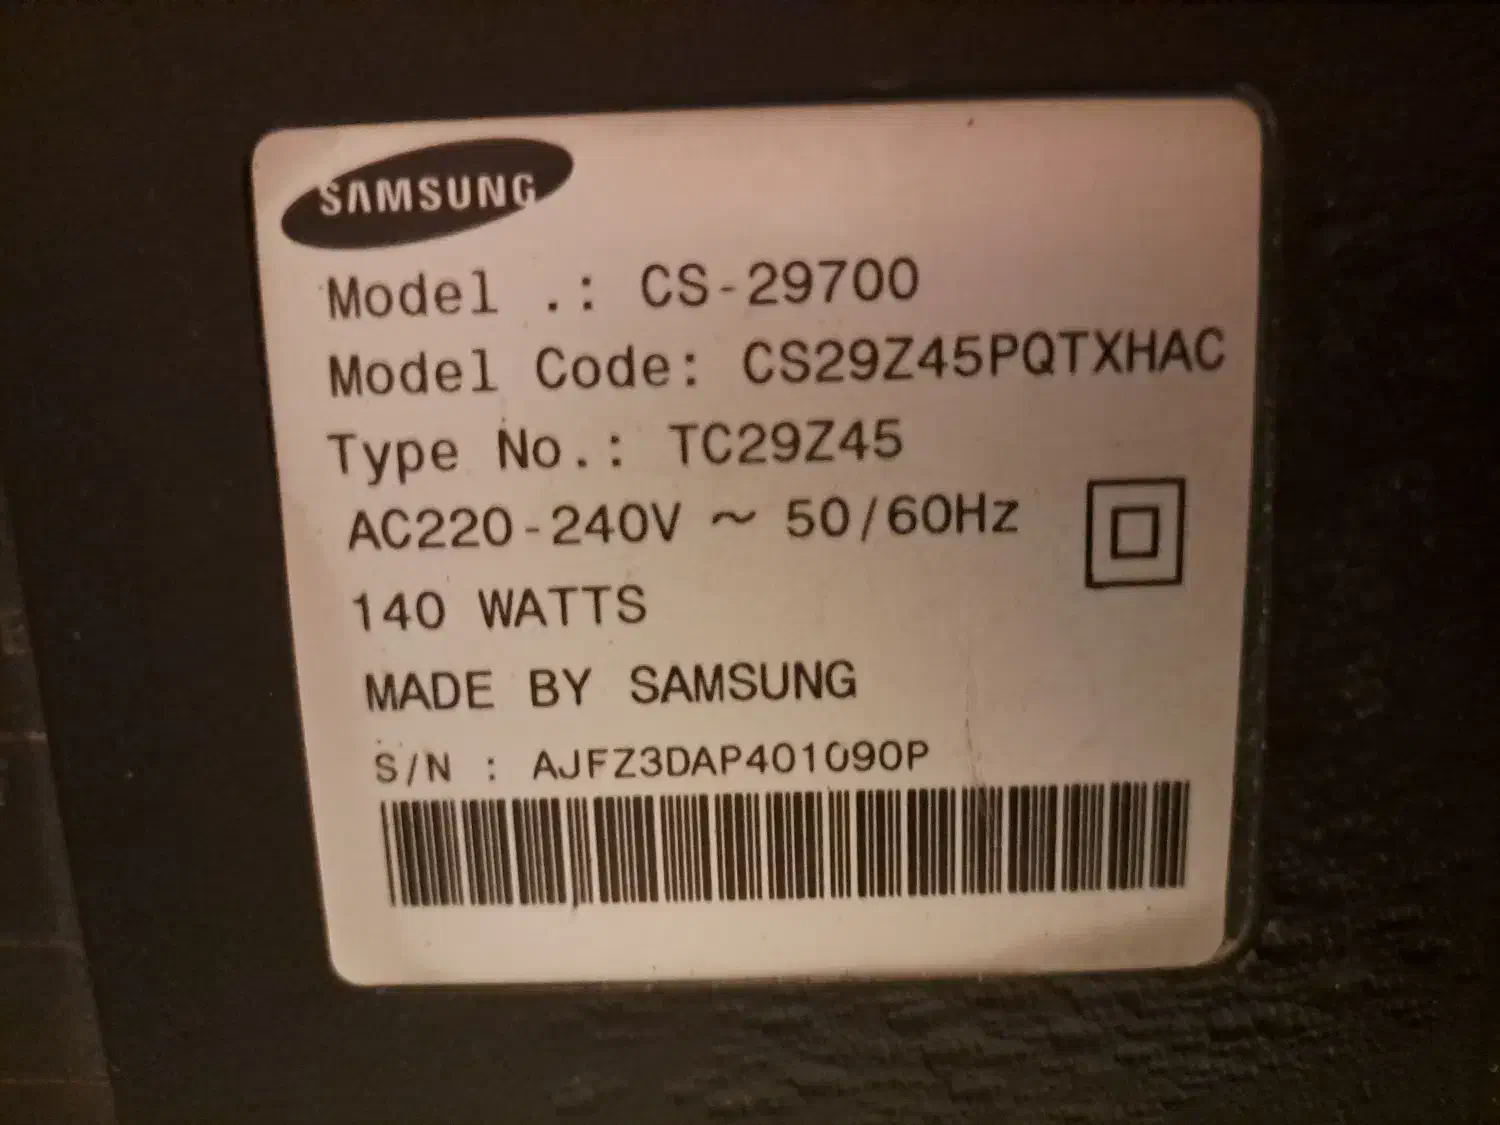 SAMSUNG
Model .: CS-29700
Model Code: CS29Z45PQTXHAC
Type No.: TC29Z45
AC220-240V ~ 50/60Hz
140 WATTS
MADE BY SAMSUNG
S/N : AJFZ3DAP401090P